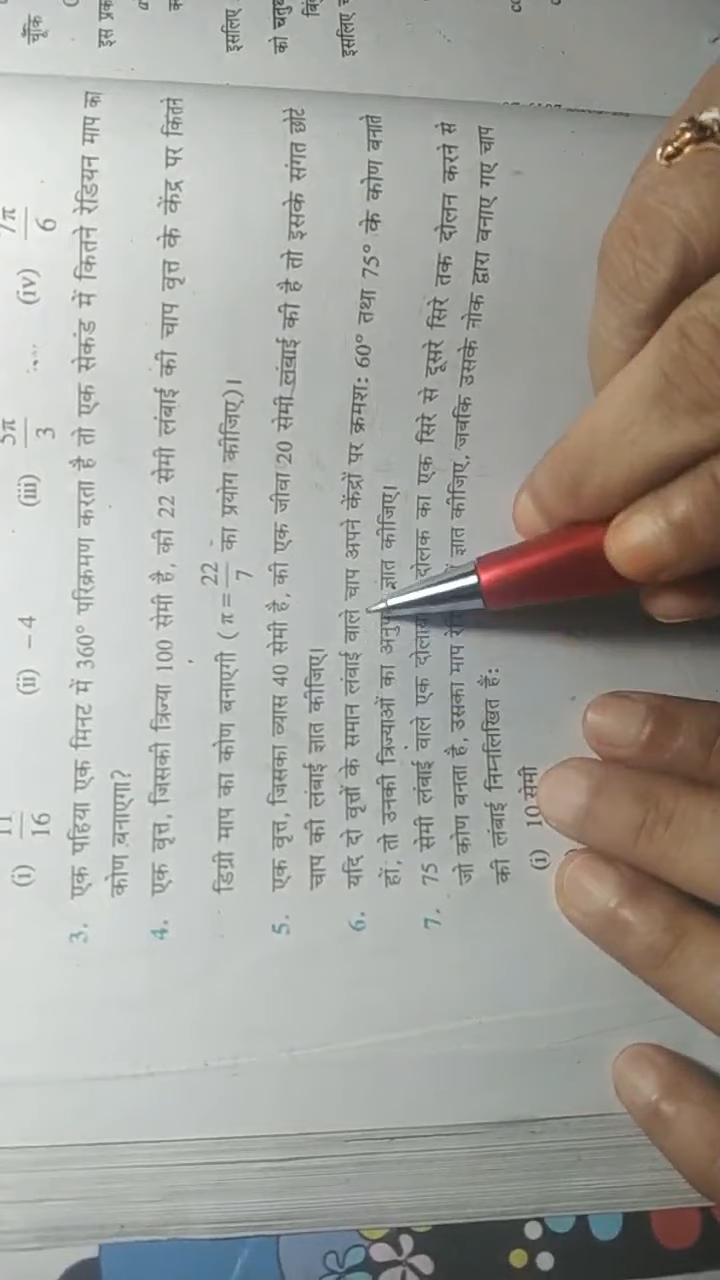 (i) 11/16 (ii) -4 (iii) 5π/3 (iv) 7π/6
3. एक पहिया एक मिनट में 360° परिक्रमण करता है तो एक सेकंड में कितने रेडियन माप का
कोण बनाएगा?
4. एक वृत्त, जिसकी त्रिज्या 100 सेमी है, की 22 सेमी लंबाई की चाप वृत्त के केंद्र पर कितने
डिग्री माप का कोण बनाएगी (π = 22/7 का प्रयोग कीजिए)।
5. एक वृत्त, जिसका व्यास 40 सेमी है, की एक जीवा 20 सेमी लंबाई की है तो इसके संगत छोटे
चाप की लंबाई ज्ञात कीजिए।
6. यदि दो वृत्तों के समान लंबाई वाले चाप अपने केंद्रों पर क्रमश: 60° तथा 75° के कोण बनाते
हों, तो उनकी त्रिज्याओं का ज्ञात कीजिए।
7. 75 सेमी लंबाई वाले एक दोलक का एक सिरे से दूसरे सिरे तक दोलन करने से
जो कोण बनता है, उसका माप ज्ञात कीजिए, जबकि उसके नोक द्वारा बनाए गए चाप
की लंबाई निम्नलिखित हैं:
(i) 10 सेमी
चूँकि
इस
इसलिए
इसलिए